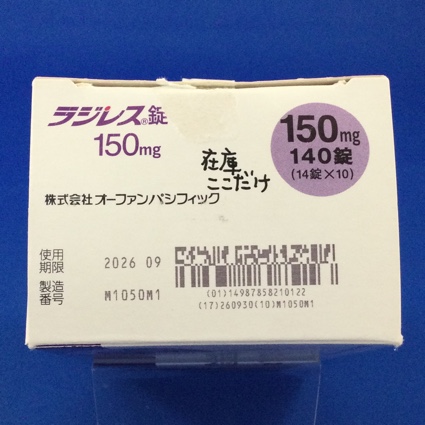 ラジレス®錠
150mg
150mg
140錠
(14錠×10)
在庫
ここだけ
株式会社オーファンパシフィック
使用
期限
2026 09
製造
番号
M1050M1
(01)14987858210122
(17)260930(10)M1050M1